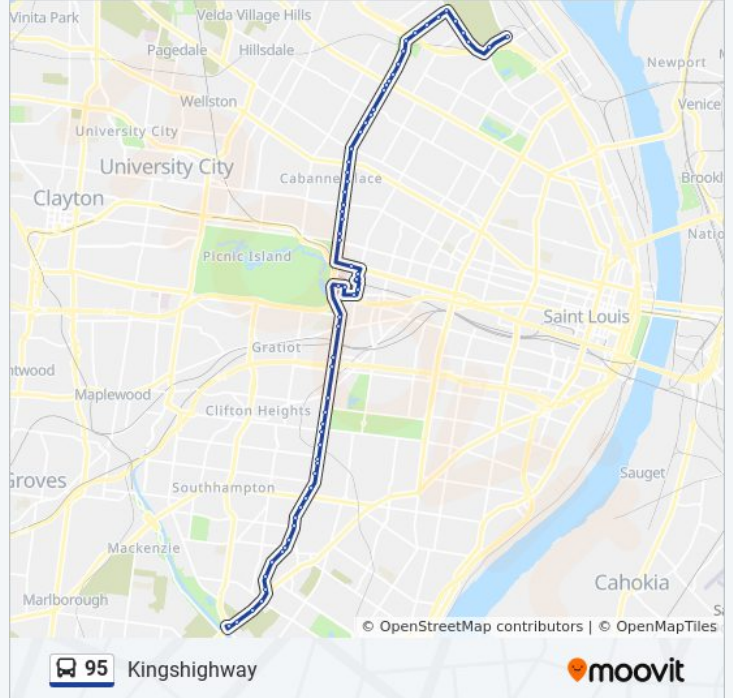 Vinita Park
Velda Village Hills
Pagedale
Hillsdale
Newport
Wellston
Venice
University City
University City
Cabanne Place
Brookl
Clayton
Natio
Picnic Island
Saint Louis
Gratiot
ntwood
Maplewood
Clifton Heights
Groves
Southhampton
Sauget
Mackenzie
Cahokia
Marlborough
Sa
© OpenStreetMap contributors | © OpenMapTiles
95 Kingshighway
moovit